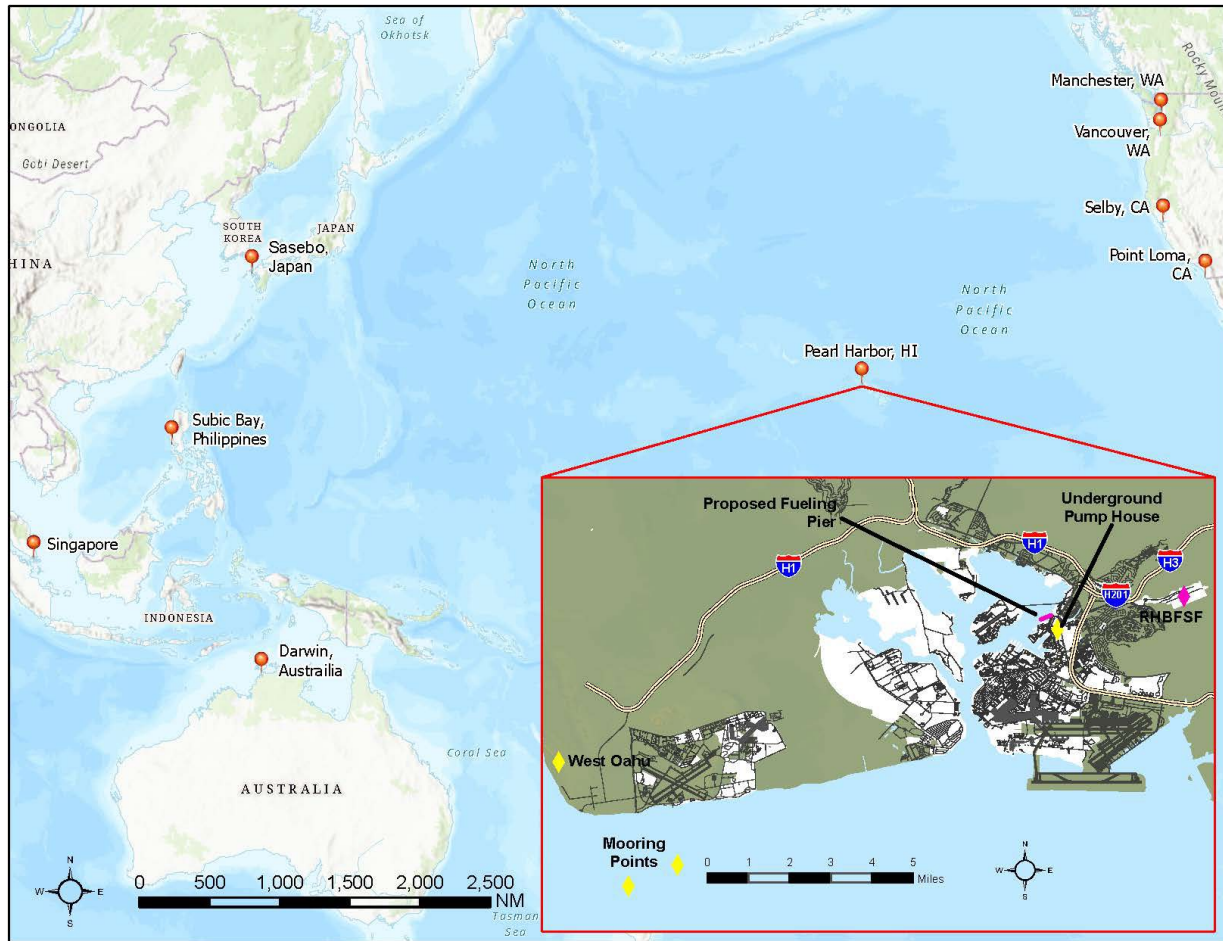 Sea of
Okhotsk
ONGOLIA
Gobi Desert
HINA
SOUTH
KOREA
JAPAN
Sasebo,
Japan
North
Pacific
Ocean
North
Pacific
Ocean
Rocky Moun
Manchester, WA
Vancouver,
WA
Selby, CA
Point Loma,
CA
Pearl Harbor, HI
Subic Bay,
Philippines
Singapore
INDONESIA
Darwin,
Austrailia
Coral Sea
AUSTRALIA
N
W E
S
0 500 1,000 1,500 2,000 2,500
NM
Tasman
Sea
Proposed Fueling
Pier
Underground
Pump House
H1
H1
H3
H201
RHBFSF
West Oahu
Mooring
Points
0 1 2 3 4 5
Miles
N
W E
S